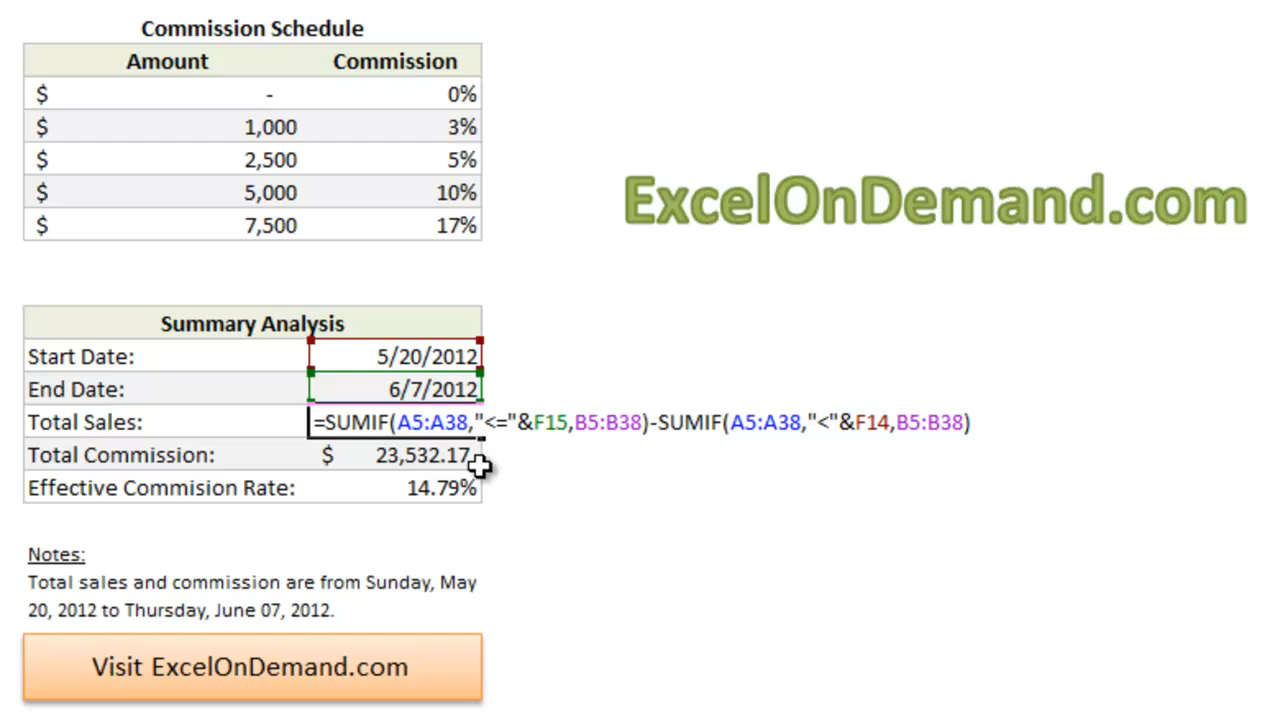 Commission Schedule
Amount Commission
$ - 0%
$ 1,000 3%
$ 2,500 5%
$ 5,000 10%
$ 7,500 17%
ExcelOnDemand.com
Summary Analysis
Start Date: 5/20/2012
End Date: 6/7/2012
Total Sales: =SUMIF(A5:A38,"<="&F15,B5:B38)-SUMIF(A5:A38,"<"&F14,B5:B38)
Total Commission: $ 23,532.17
Effective Commision Rate: 14.79%
Notes:
Total sales and commission are from Sunday, May
20, 2012 to Thursday, June 07, 2012.
Visit ExcelOnDemand.com